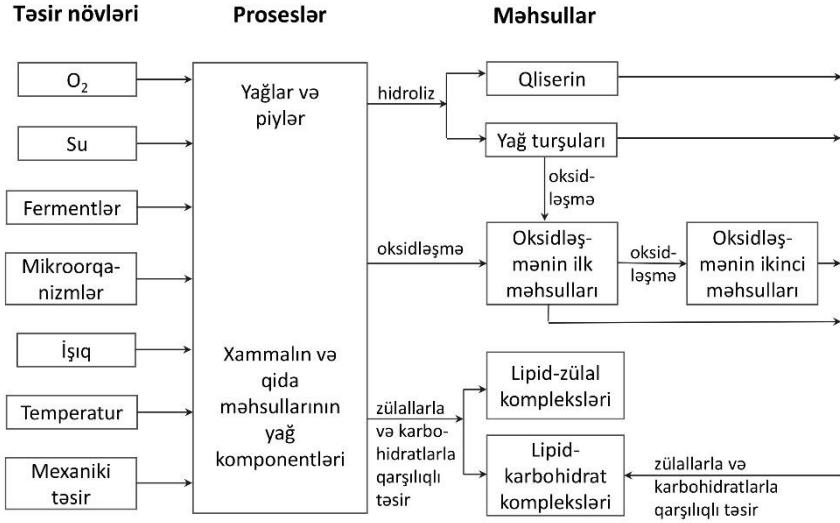 Təsir növləri
Proseslər
Məhsullar
O₂
Su
Fermentlər
Mikroorqa-
nizmlər
İşıq
Temperatur
Mexaniki
təsir
Yağlar və
piylər
Xammalın və
qida
məhsullarının
yağ
komponentləri
hidroliz
Qliserin
Yağ turşuları
oksid-
ləşmə
oksidləşmə
Oksidləş-
mənin ilk
məhsulları
oksid-
ləşmə
Oksidləş-
mənin ikinci
məhsulları
zülallarla
və karbo-
hidratlarla
qarşılıqlı
təsir
Lipid-zülal
kompleksləri
Lipid-
karbohidrat
kompleksləri
zülallarla və
karbohidratlarla
qarşılıqlı təsir